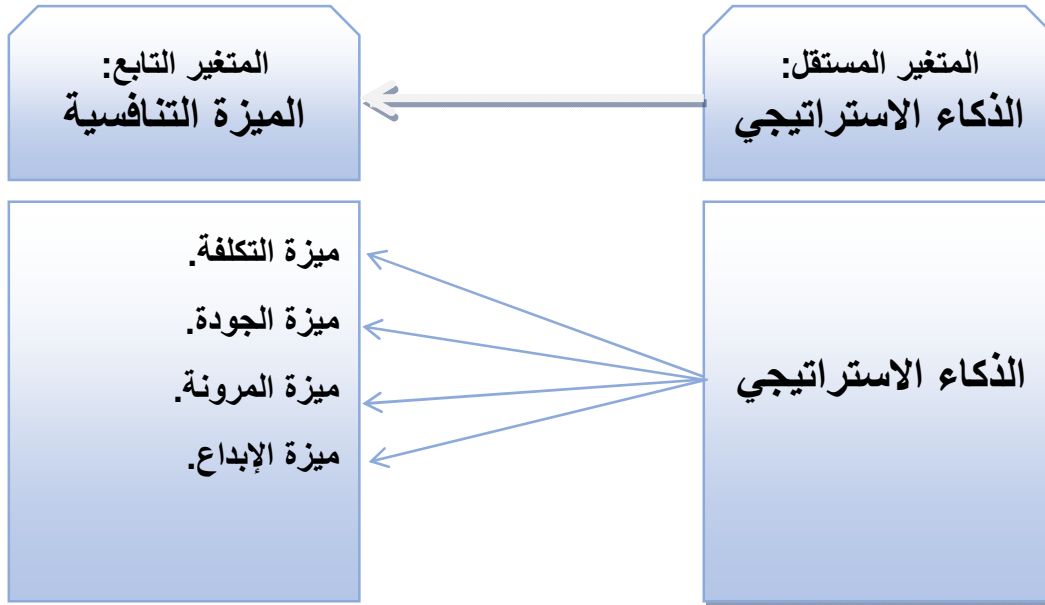 المتغير المستقل:
الذكاء الاستراتيجي
المتغير التابع:
الميزة التنافسية
الذكاء الاستراتيجي
ميزة التكلفة.
ميزة الجودة.
ميزة المرونة.
ميزة الإبداع.